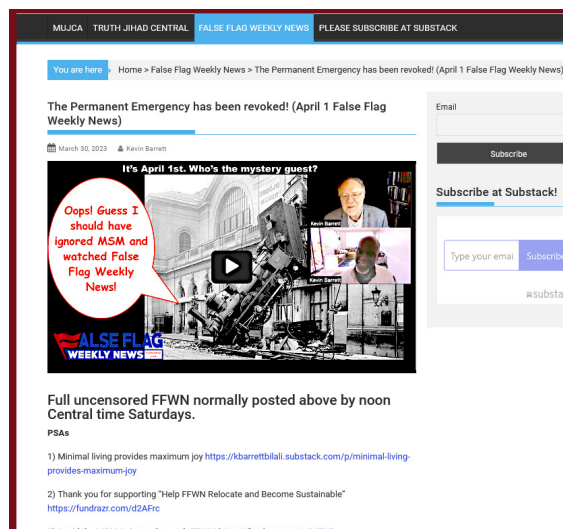 MUJCA TRUTH JIHAD CENTRAL FALSE FLAG WEEKLY NEWS PLEASE SUBSCRIBE AT SUBSTACK
You are here Home > False Flag Weekly News > The Permanent Emergency has been revoked! (April 1 False Flag Weekly News)
The Permanent Emergency has been revoked! (April 1 False Flag
Weekly News)
March 30, 2023 Kevin Barrett
It's April 1st. Who's the mystery guest?
Oops! Guess I
should have
ignored MSM and
watched False
Flag Weekly
News!
Kevin Barrett
Kevin Barrett
FALSE FLAG
WEEKLY NEWS
Full uncensored FFWN normally posted above by noon
Central time Saturdays.
PSAs
1) Minimal living provides maximum joy https://kbarrettbilali.substack.com/p/minimal-living-
provides-maximum-joy
2) Thank you for supporting "Help FFWN Relocate and Become Sustainable"
https://fundrazr.com/d2AFrc
Email
Subscribe
Subscribe at Substack!
Type your emai Subscribe
substa